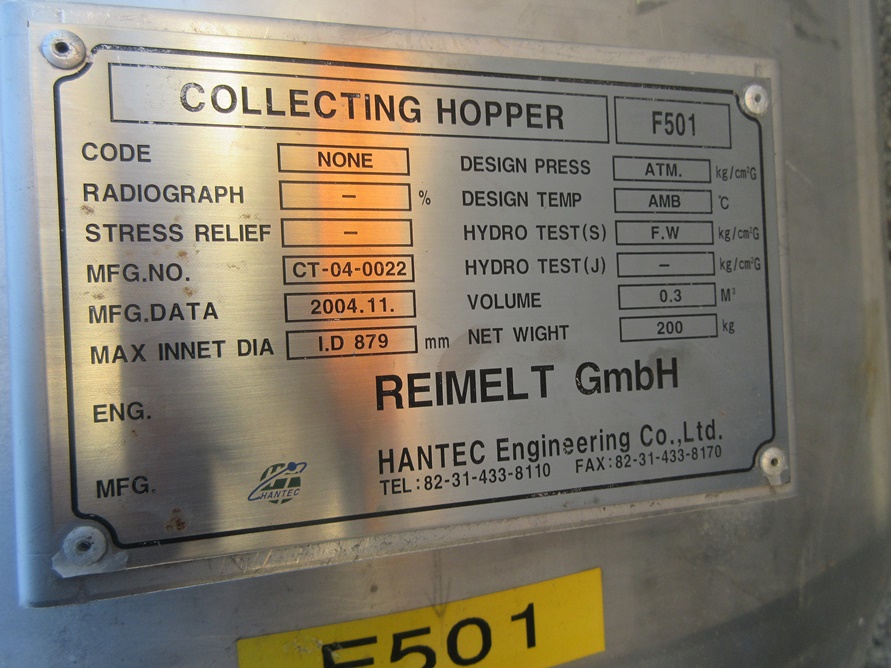 COLLECTiNG HOPPER F501
CODE NONE DESIGN PRESS ATM. kg/cm²G
RADIOGRAPH – % DESIGN TEMP AMB ℃
STRESS RELIEF – HYDRO TEST(S) F.W kg/cm²G
MFG.NO. CT-04-0022 HYDRO TEST(J) – kg/cm²G
MFG.DATA 2004.11. VOLUME 0.3 M³
MAX INNET DIA I.D 879 mm NET WIGHT 200 kg
ENG. REIMELT GmbH
MFG. HANTEC HANTEC Engineering Co.,Ltd.
TEL:82-31-433-8110 FAX:82-31-433-8170
F501